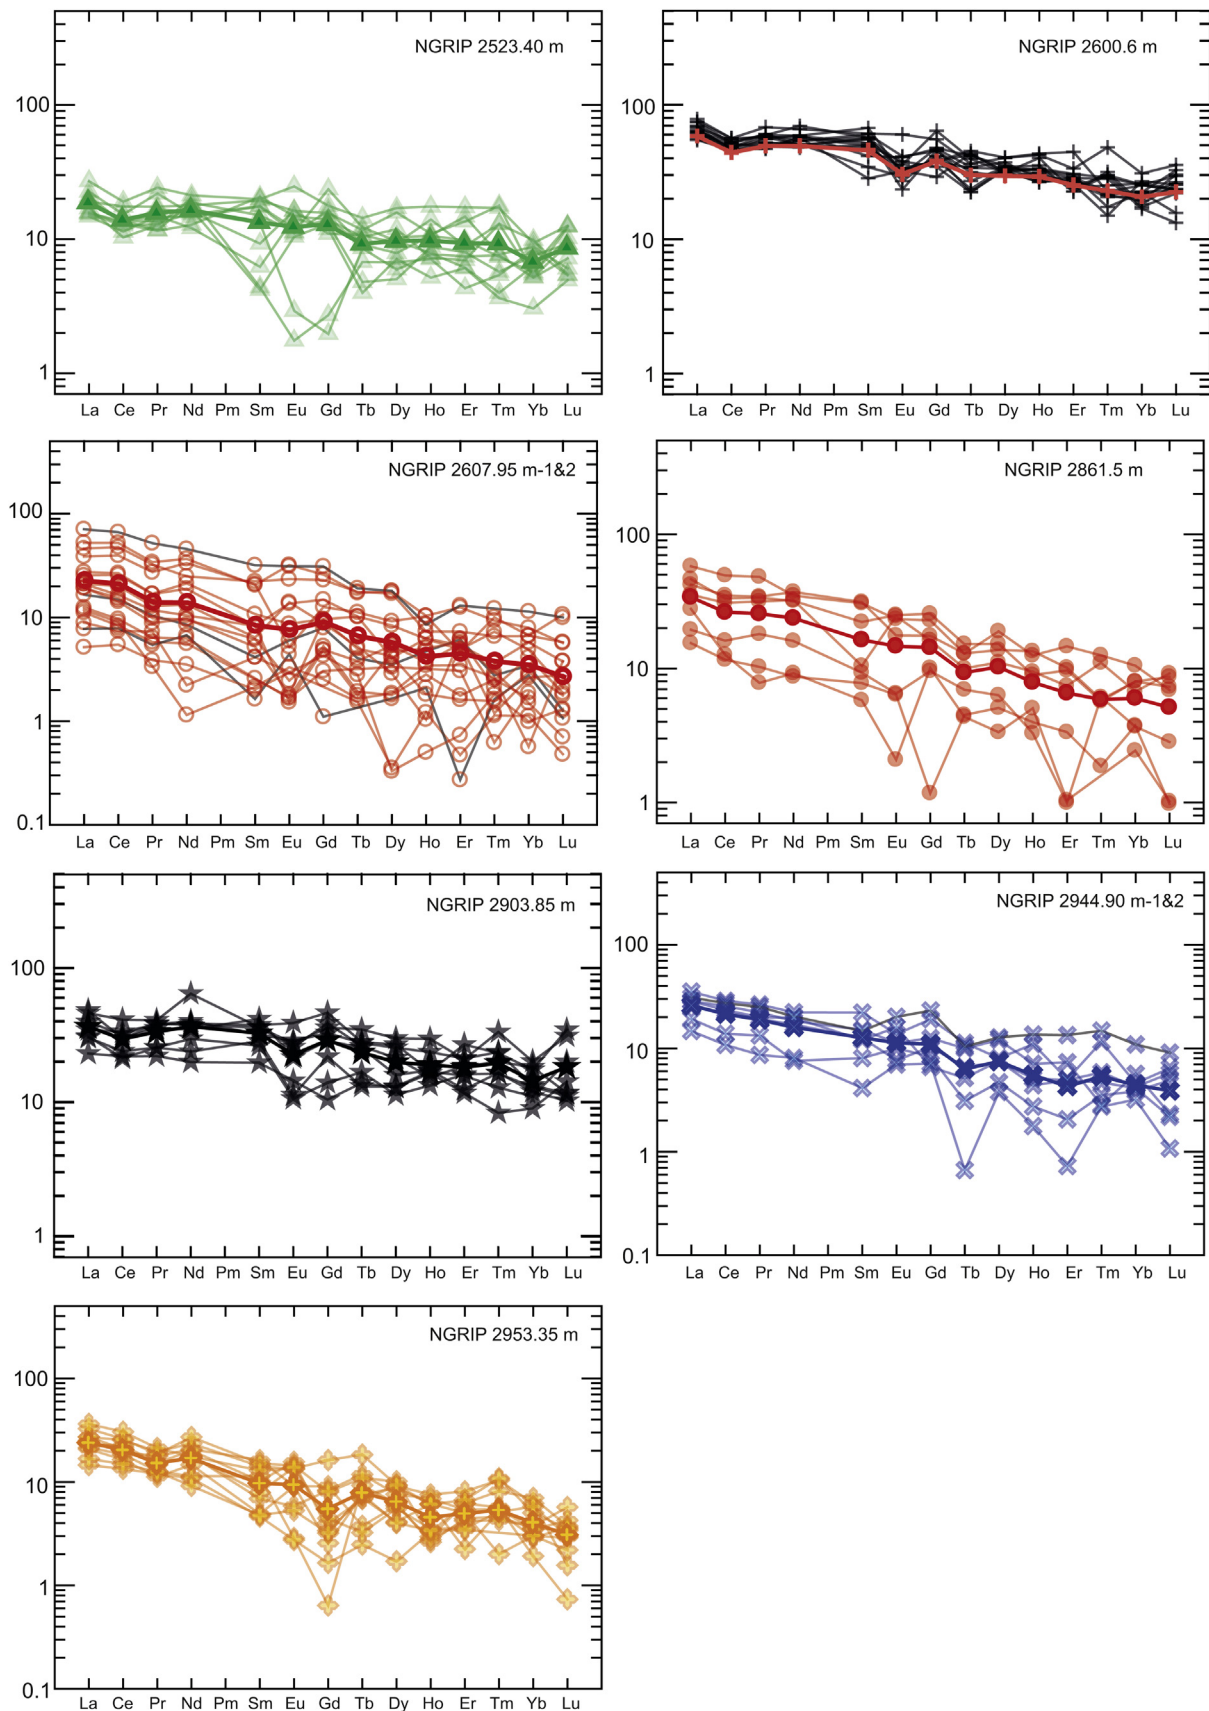 NGRIP 2523.40 m
100
10
1
La Ce Pr Nd Pm Sm Eu Gd Tb Dy Ho Er Tm Yb Lu
NGRIP 2600.6 m
100
10
1
La Ce Pr Nd Pm Sm Eu Gd Tb Dy Ho Er Tm Yb Lu
NGRIP 2607.95 m-1&2
100
10
1
0.1
La Ce Pr Nd Pm Sm Eu Gd Tb Dy Ho Er Tm Yb Lu
NGRIP 2861.5 m
100
10
1
La Ce Pr Nd Pm Sm Eu Gd Tb Dy Ho Er Tm Yb Lu
NGRIP 2903.85 m
100
10
1
La Ce Pr Nd Pm Sm Eu Gd Tb Dy Ho Er Tm Yb Lu
NGRIP 2944.90 m-1&2
100
10
1
0.1
La Ce Pr Nd Pm Sm Eu Gd Tb Dy Ho Er Tm Yb Lu
NGRIP 2953.35 m
100
10
1
0.1
La Ce Pr Nd Pm Sm Eu Gd Tb Dy Ho Er Tm Yb Lu